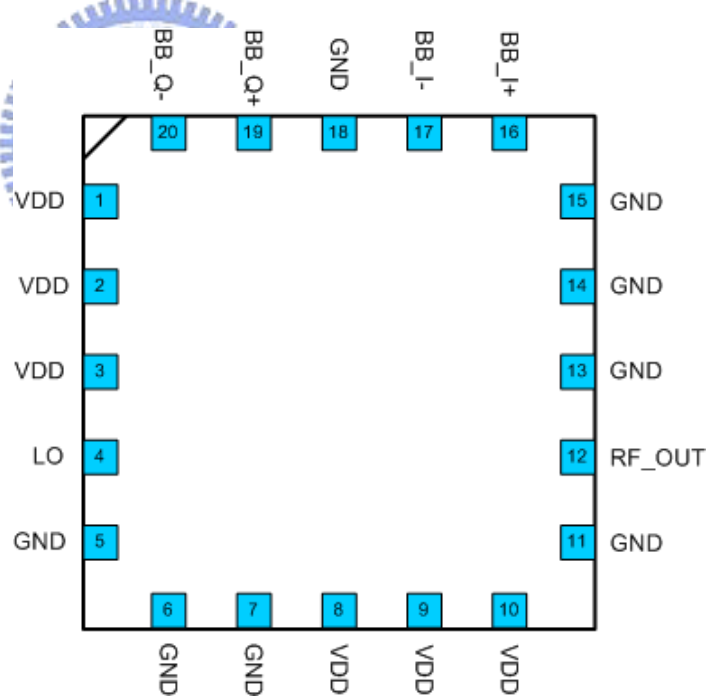 BB_Q- BB_Q+ GND BB_I- BB_I+
20 19 18 17 16
VDD 1 15 GND
VDD 2 14 GND
VDD 3 13 GND
LO 4 12 RF_OUT
GND 5 11 GND
6 7 8 9 10
GND GND VDD VDD VDD